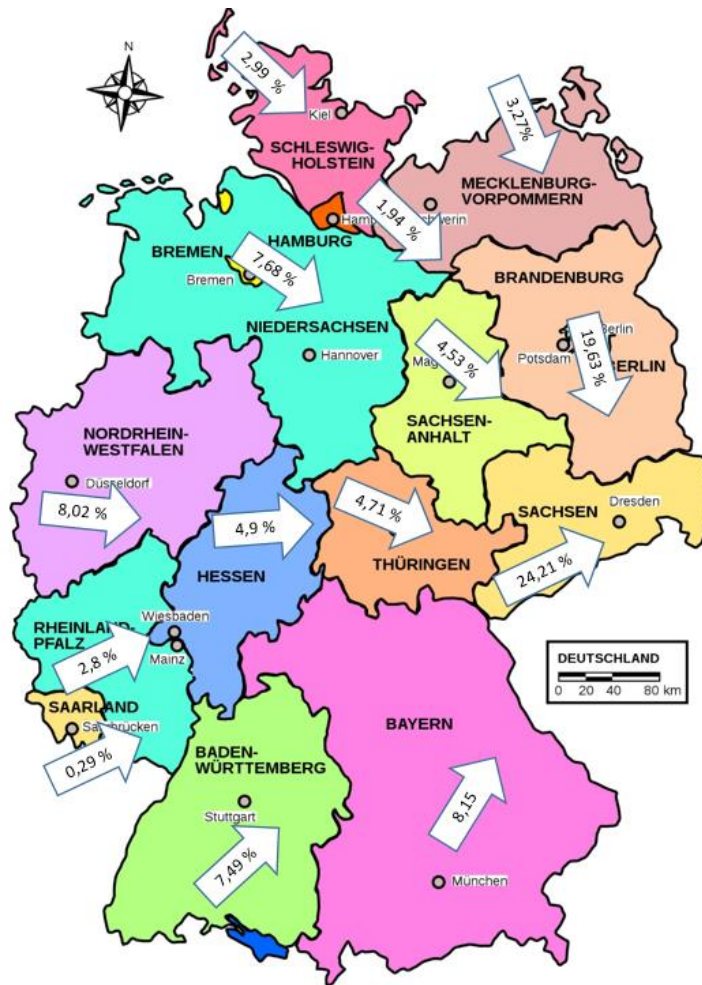 N
2,99 %
Kiel
SCHLESWIG-
HOLSTEIN
3,27%
MECKLENBURG-
VORPOMMERN
1,94 %
HAMBURG
BREMEN
7,68 %
Bremen
BRANDENBURG
NIEDERSACHSEN
Hannover
4,53 %
Potsdam
19,63 %
SACHSEN-
ANHALT
NORDRHEIN-
WESTFALEN
Düsseldorf
8,02 %
4,9 %
4,71 %
SACHSEN
Dresden
HESSEN
THÜRINGEN
24,21 %
Wiesbaden
RHEINLAND-
PFALZ
Mainz
2,8 %
DEUTSCHLAND
0 20 40 80 km
SAARLAND
0,29 %
BAYERN
BADEN-
WÜRTTEMBERG
Stuttgart
8,15
7,49 %
München